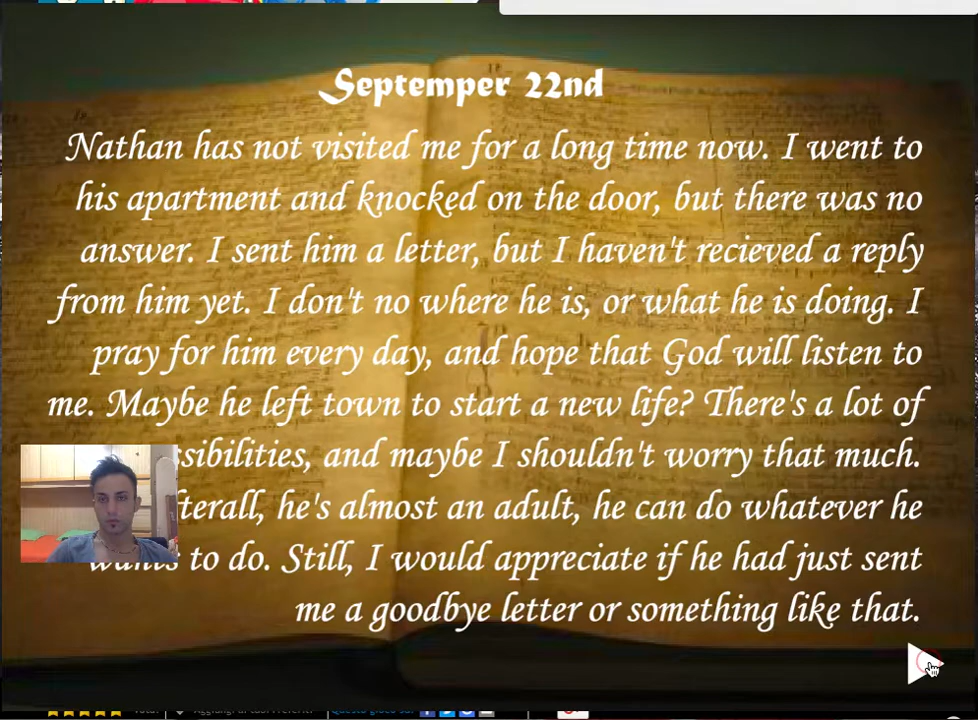 Septemper 22nd
Nathan has not visited me for a long time now. I went to
his apartment and knocked on the door, but there was no
answer. I sent him a letter, but I haven't recieved a reply
from him yet. I don't no where he is, or what he is doing. I
pray for him every day, and hope that God will listen to
me. Maybe he left town to start a new life? There's a lot of
ssibilities, and maybe I shouldn't worry that much.
fterall, he's almost an adult, he can do whatever he
wants to do. Still, I would appreciate if he had just sent
me a goodbye letter or something like that.